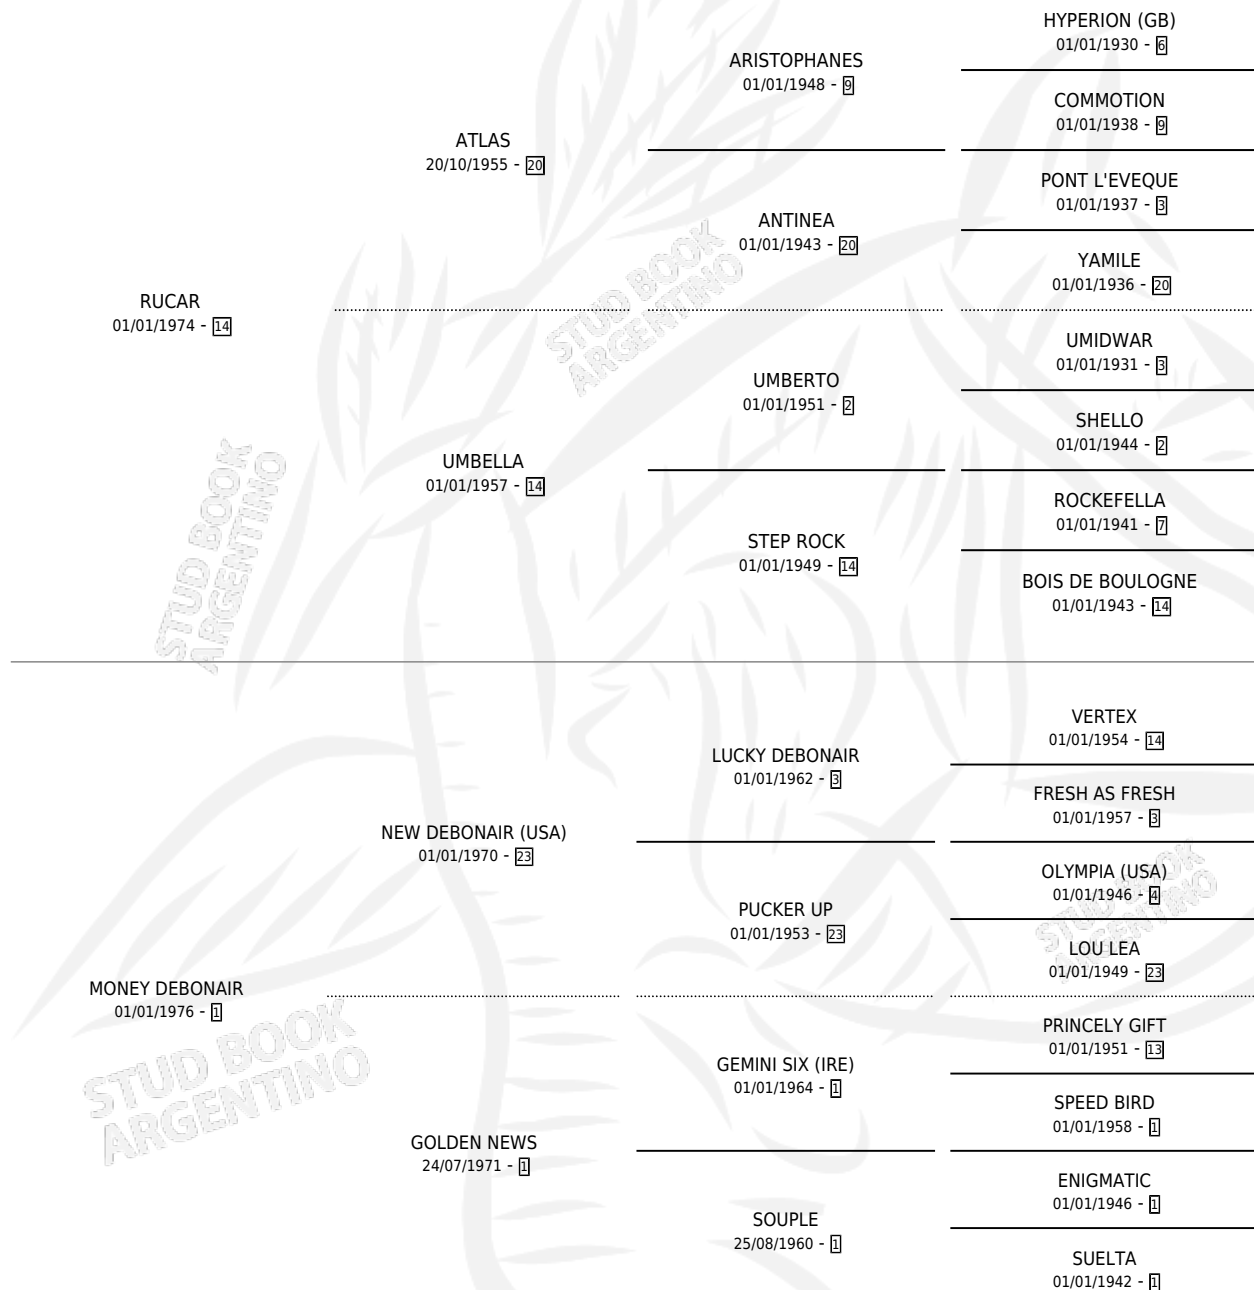 HYPERION (GB)
01/01/1930 - 6
ARISTOPHANES
01/01/1948 - 9
COMMOTION
01/01/1938 - 9
ATLAS
20/10/1955 - 20
PONT L'EVEQUE
01/01/1937 - 3
ANTINEA
01/01/1943 - 20
YAMILE
01/01/1936 - 20
RUCAR
01/01/1974 - 14
UMIDWAR
01/01/1931 - 3
UMBERTO
01/01/1951 - 2
SHELLO
01/01/1944 - 2
UMBELLA
01/01/1957 - 14
ROCKEFELLA
01/01/1941 - 7
STEP ROCK
01/01/1949 - 14
BOIS DE BOULOGNE
01/01/1943 - 14
VERTEX
01/01/1954 - 14
LUCKY DEBONAIR
01/01/1962 - 3
FRESH AS FRESH
01/01/1957 - 3
NEW DEBONAIR (USA)
01/01/1970 - 23
OLYMPIA (USA)
01/01/1946 - 4
PUCKER UP
01/01/1953 - 23
LOU LEA
01/01/1949 - 23
MONEY DEBONAIR
01/01/1976 - 1
PRINCELY GIFT
01/01/1951 - 13
GEMINI SIX (IRE)
01/01/1964 - 1
SPEED BIRD
01/01/1958 - 1
GOLDEN NEWS
24/07/1971 - 1
ENIGMATIC
01/01/1946 - 1
SOUPLE
25/08/1960 - 1
SUELTA
01/01/1942 - 1
STUD BOOK
ARGENTINO
STUD BOOK
ARGENTINO
STUD BOOK
ARGENTINO
STUD BOOK
ARGENTINO